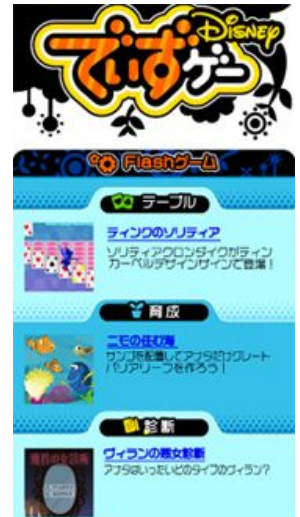 Disney
でぃずゲー
Flashゲーム
テーブル
ティンクのソリティア
ソリティアクロンダイクがティン
カーベルデザインサインで登場！
育成
ニモの住む海
サンゴを配置してアナタだけグレート
バリアリーフを作ろう！
診断
ヴィランの悪女診断
アナタはいったいどのタイプのヴィラン?